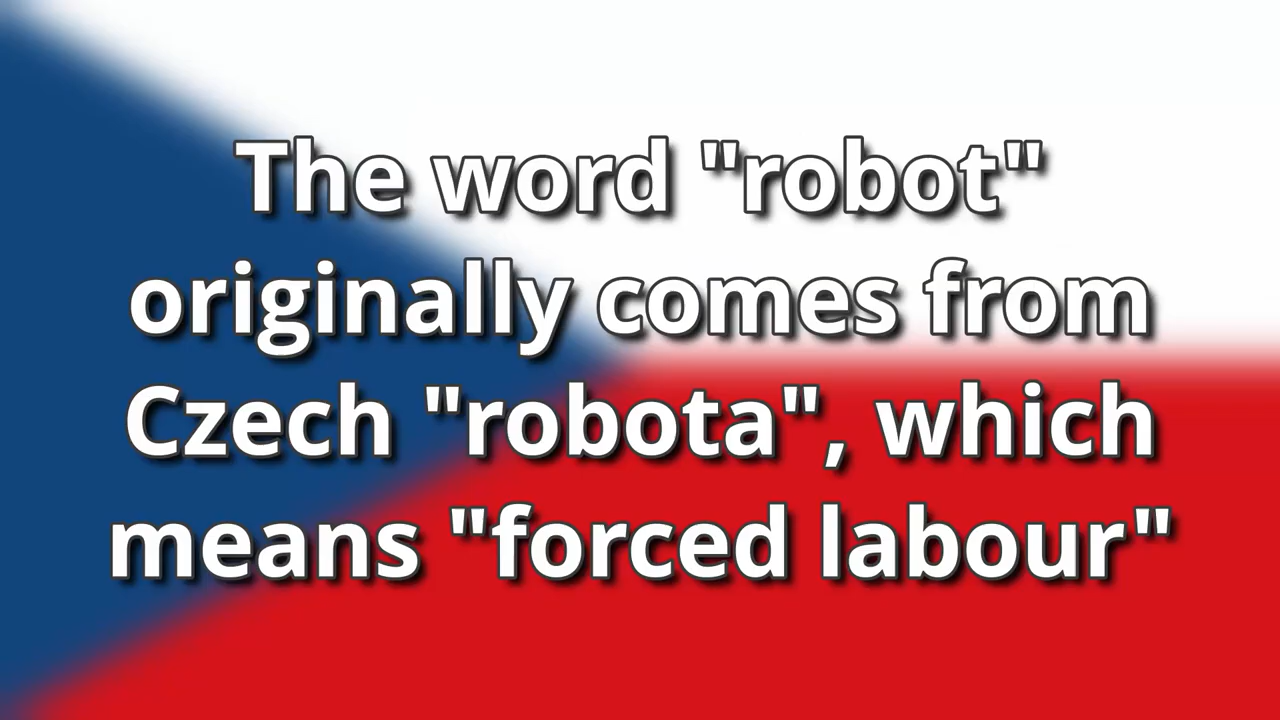 The word "robot"
originally comes from
Czech "robota", which
means "forced labour"